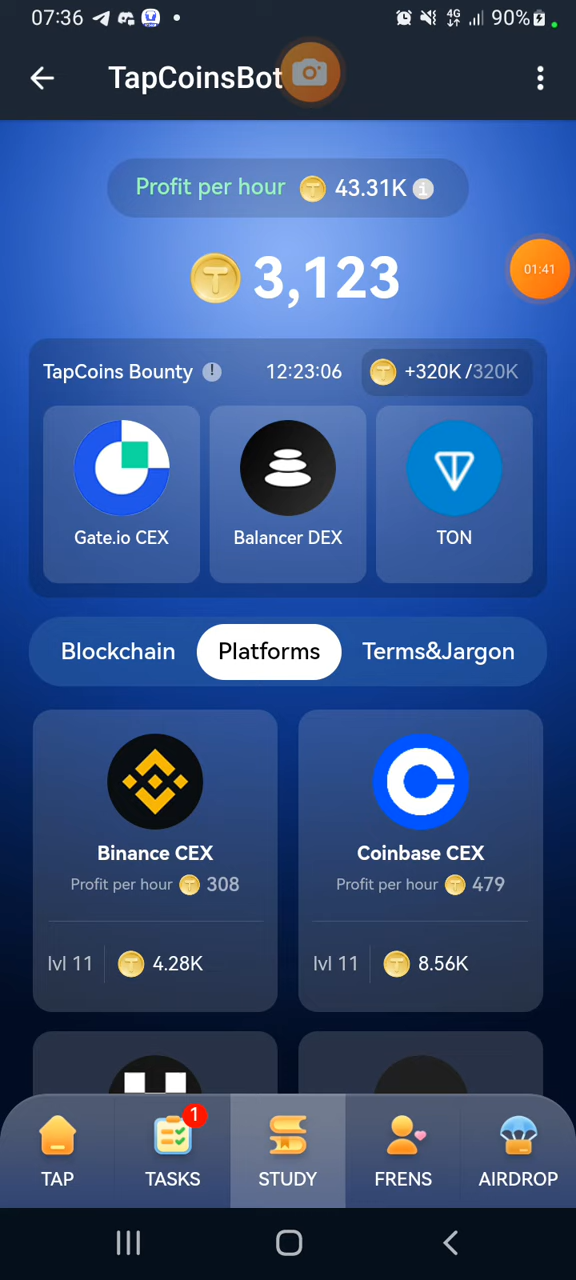 07:36 4G 90%
TapCoinsBot
Profit per hour 43.31K i
3,123
01:41
TapCoins Bounty ! 12:23:06 +320K /320K
Gate.io CEX Balancer DEX TON
Blockchain Platforms Terms&Jargon
Binance CEX Coinbase CEX
Profit per hour 308 Profit per hour 479
lvl 11 4.28K lvl 11 8.56K
1
TAP TASKS STUDY FRENS AIRDROP